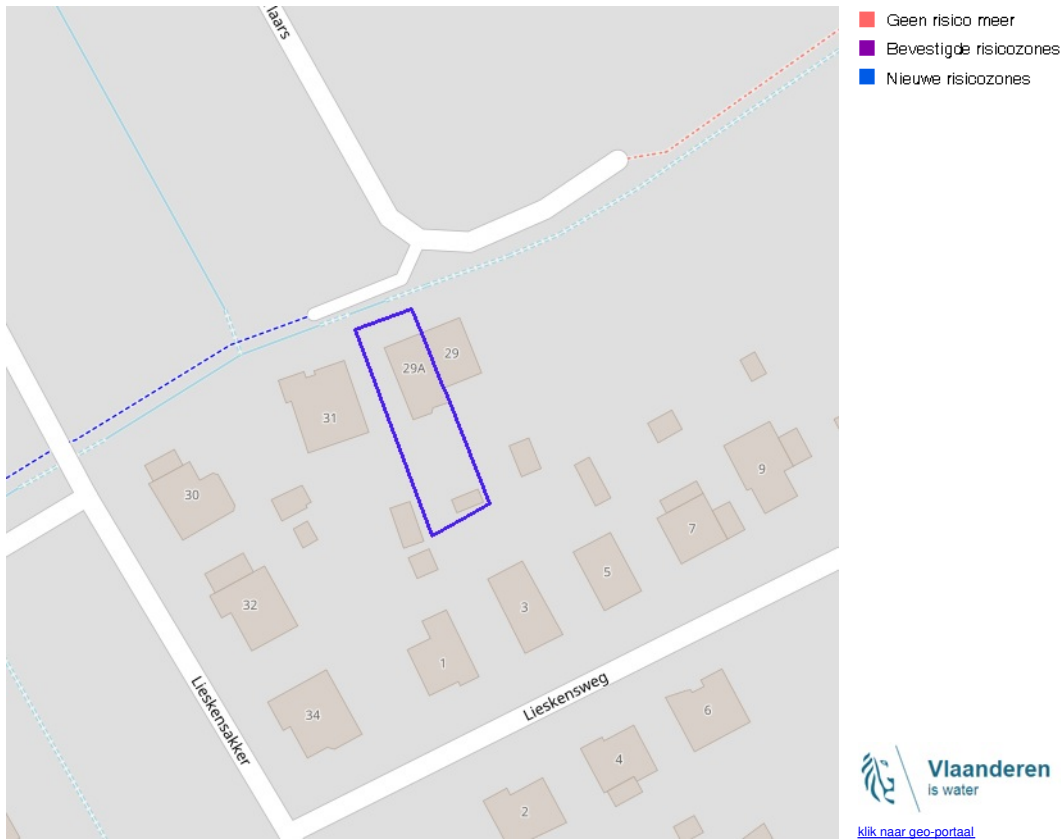 laars
Geen risico meer
Bevestigde risicozones
Nieuwe risicozones
29
29A
31
30
9
7
5
32
3
1
Lieskensakker
Lieskensweg
34
6
4
2
Vlaanderen
is water
klik naar geo-portaal